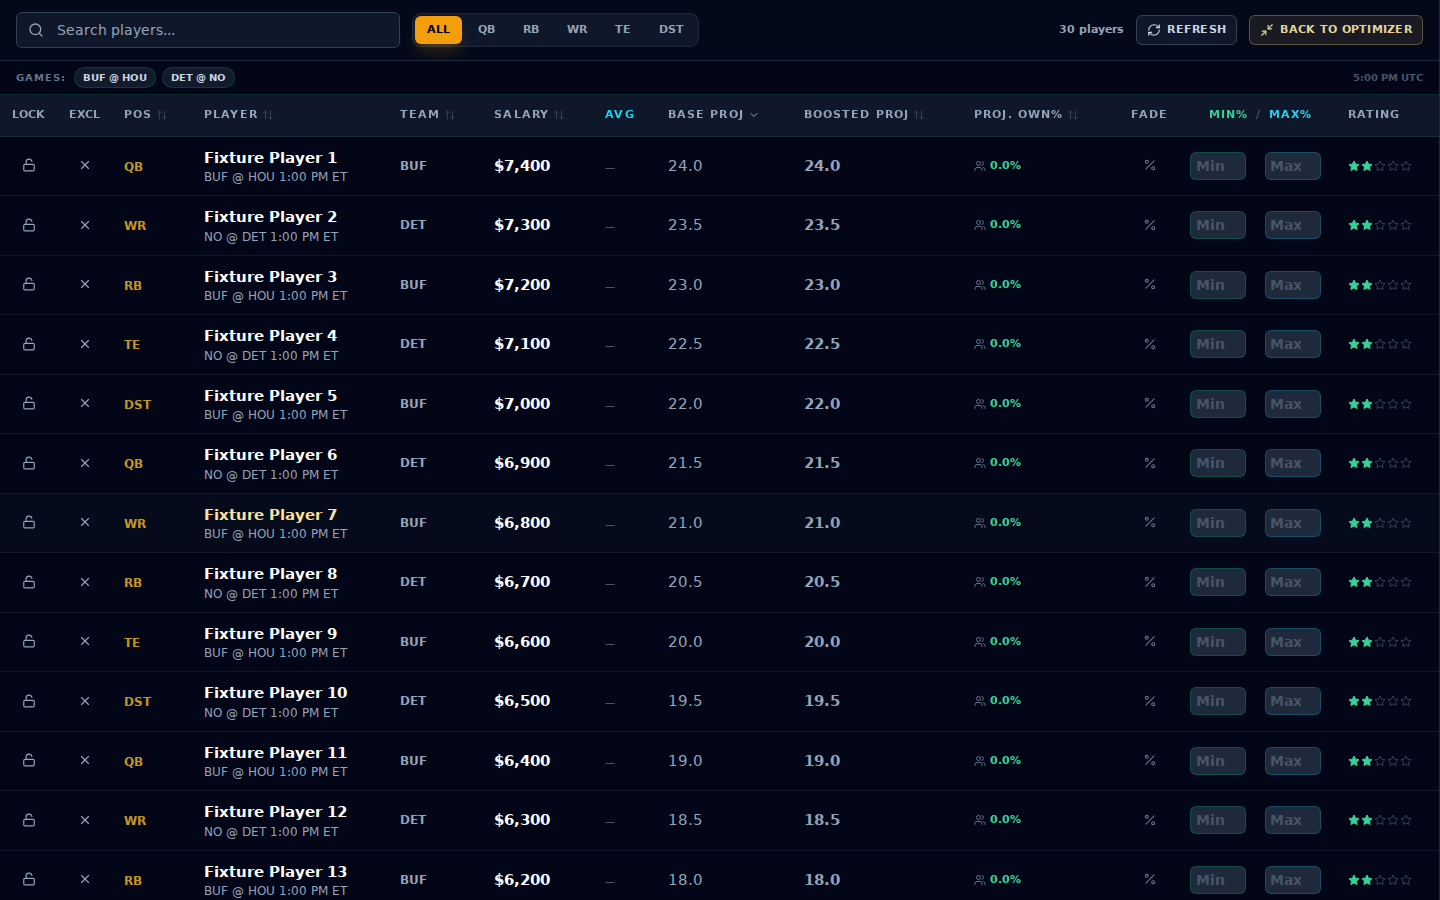 Search players...
ALL QB RB WR TE DST
30 players REFRESH BACK TO OPTIMIZER
GAMES: BUF @ HOU DET @ NO 5:00 PM UTC
LOCK EXCL POS PLAYER TEAM SALARY AVG BASE PROJ BOOSTED PROJ PROJ. OWN% FADE MIN% / MAX% RATING
QB Fixture Player 1 BUF $7,400 — 24.0 24.0 0.0% % Min Max
BUF @ HOU 1:00 PM ET
WR Fixture Player 2 DET $7,300 — 23.5 23.5 0.0% % Min Max
NO @ DET 1:00 PM ET
RB Fixture Player 3 BUF $7,200 — 23.0 23.0 0.0% % Min Max
BUF @ HOU 1:00 PM ET
TE Fixture Player 4 DET $7,100 — 22.5 22.5 0.0% % Min Max
NO @ DET 1:00 PM ET
DST Fixture Player 5 BUF $7,000 — 22.0 22.0 0.0% % Min Max
BUF @ HOU 1:00 PM ET
QB Fixture Player 6 DET $6,900 — 21.5 21.5 0.0% % Min Max
NO @ DET 1:00 PM ET
WR Fixture Player 7 BUF $6,800 — 21.0 21.0 0.0% % Min Max
BUF @ HOU 1:00 PM ET
RB Fixture Player 8 DET $6,700 — 20.5 20.5 0.0% % Min Max
NO @ DET 1:00 PM ET
TE Fixture Player 9 BUF $6,600 — 20.0 20.0 0.0% % Min Max
BUF @ HOU 1:00 PM ET
DST Fixture Player 10 DET $6,500 — 19.5 19.5 0.0% % Min Max
NO @ DET 1:00 PM ET
QB Fixture Player 11 BUF $6,400 — 19.0 19.0 0.0% % Min Max
BUF @ HOU 1:00 PM ET
WR Fixture Player 12 DET $6,300 — 18.5 18.5 0.0% % Min Max
NO @ DET 1:00 PM ET
RB Fixture Player 13 BUF $6,200 — 18.0 18.0 0.0% % Min Max
BUF @ HOU 1:00 PM ET